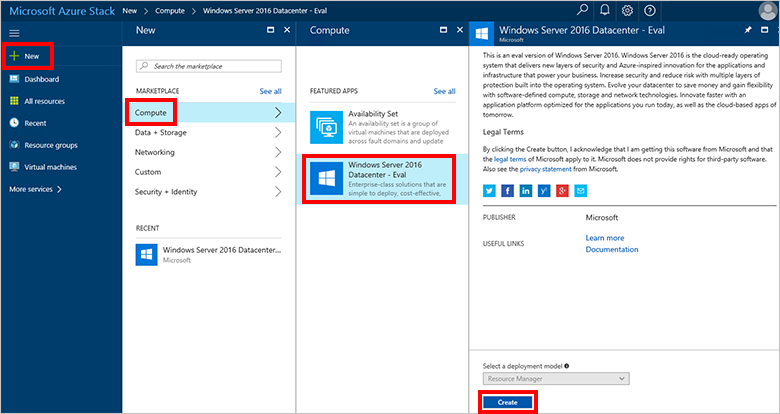 Microsoft Azure Stack New > Compute > Windows Server 2016 Datacenter - Eval
New
Dashboard
All resources
Recent
Resource groups
Virtual machines
More services
New
Search the marketplace
MARKETPLACE See all
Compute
Data + Storage
Networking
Custom
Security + Identity
RECENT
Windows Server 2016 Datacenter...
Microsoft
Compute
FEATURED APPS See all
Availability Set
An availability set is a group of
virtual machines that are deployed
across fault domains and update
Windows Server 2016
Datacenter - Eval
Enterprise-class solutions that are
simple to deploy, cost-effective,
Windows Server 2016 Datacenter - Eval
Microsoft
This is an eval version of Windows Server 2016. Windows Server 2016 is the cloud-ready operating
system that delivers new layers of security and Azure-inspired innovation for the applications and
infrastructure that power your business. Increase security and reduce risk with multiple layers of
protection built into the operating system. Evolve your datacenter to save money and gain flexibility
with software-defined compute, storage and network technologies. Innovate faster with an
application platform optimized for the applications you run today, as well as the cloud-based apps of
tomorrow.
Legal Terms
By clicking the Create button, I acknowledge that I am getting this software from Microsoft and that
the legal terms of Microsoft apply to it. Microsoft does not provide rights for third-party software.
Also see the privacy statement from Microsoft.
PUBLISHER Microsoft
USEFUL LINKS Learn more
Documentation
Select a deployment model
Resource Manager
Create